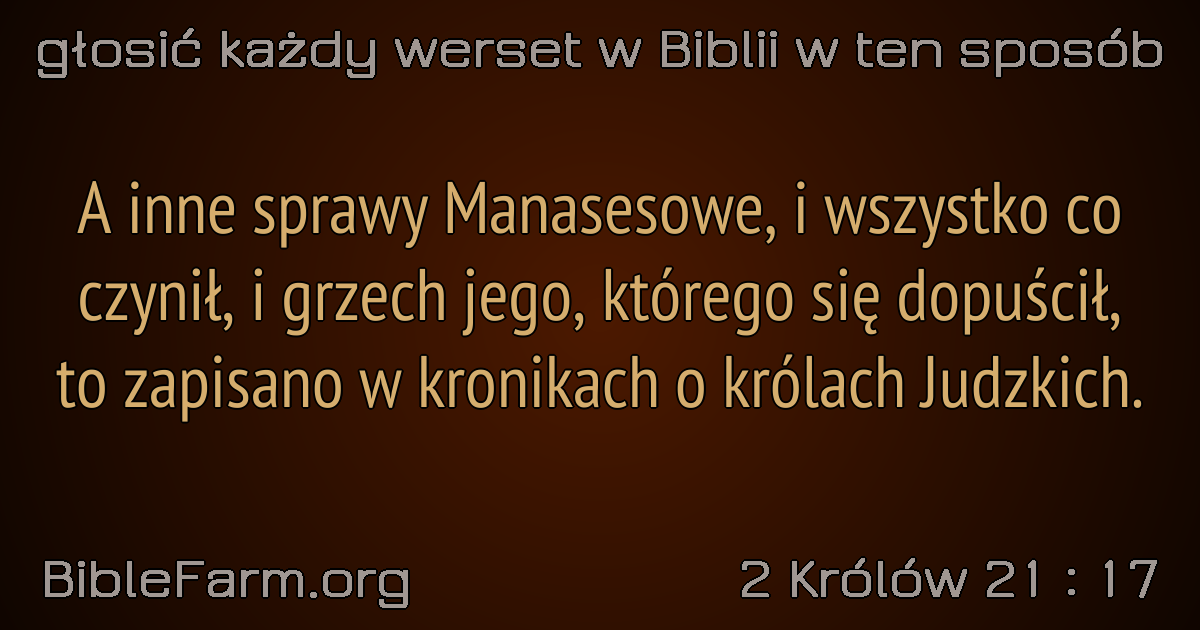 głosić każdy werset w Biblii w ten sposób
A inne sprawy Manasesowe, i wszystko co
czynił, i grzech jego, którego się dopuścił,
to zapisano w kronikach o królach Judzkich.
BibleFarm.org
2 Królów 21 : 17